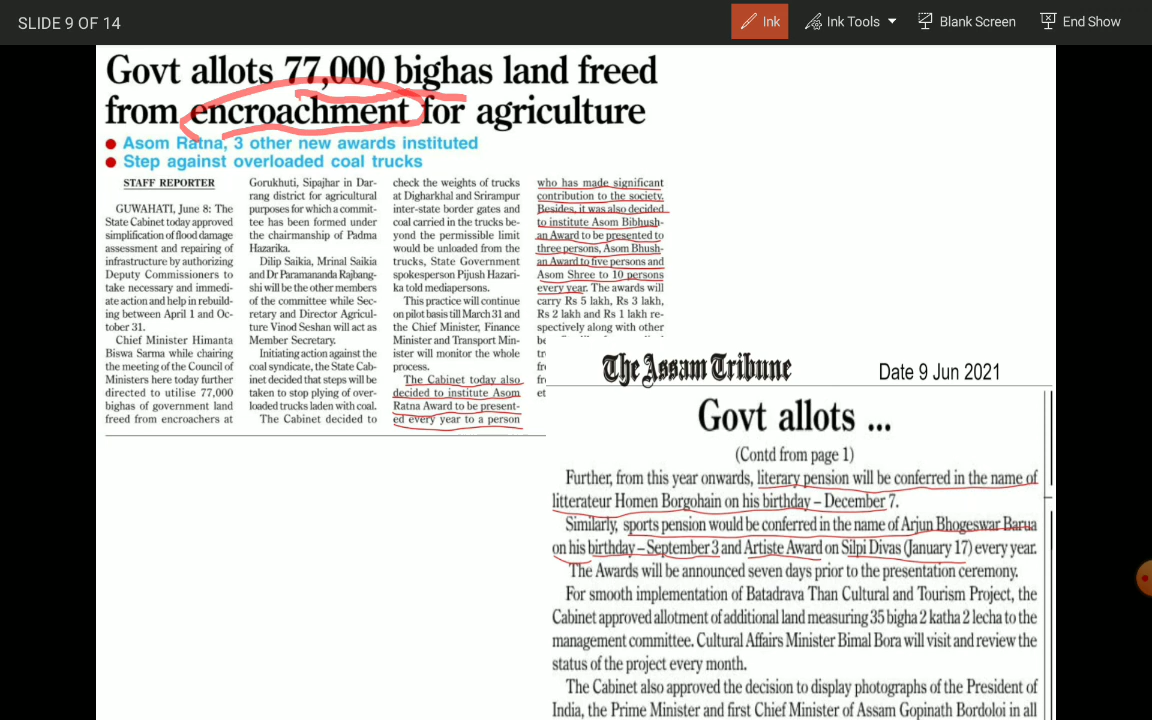 SLIDE 9 OF 14
Ink
Ink Tools
Blank Screen
End Show
Govt allots 77,000 bighas land freed
from encroachment for agriculture
Asom Ratna, 3 other new awards instituted
Step against overloaded coal trucks
STAFF REPORTER
GUWAHATI, June 8: The
State Cabinet today approved
simplification of flood damage
assessment and repairing of
infrastructure by authorizing
Deputy Commissioners to
take necessary and immedi-
ate action and help in rebuild-
ing between April 1 and Oc-
tober 31.
Chief Minister Himanta
Biswa Sarma while chairing
the meeting of the Council of
Ministers here today further
directed to utilise 77,000
bighas of government land
freed from encroachers at
Gorukhuti, Sipajhar in Dar-
rang district for agricultural
purposes for which a commit-
tee has been formed under
the chairmanship of Padma
Hazarika.
Dilip Saikia, Mrinal Saikia
and Dr Paramananda Rajbang-
shi will be the other members
of the committee while Sec-
retary and Director Agricul-
ture Vinod Seshan will act as
Member Secretary.
Initiating action against the
coal syndicate, the State Cab-
inet decided that steps will be
taken to stop plying of over-
loaded trucks laden with coal.
The Cabinet decided to
check the weights of trucks
at Digharkhal and Srirampur
inter-state border gates and
coal carried in the trucks be-
yond the permissible limit
would be unloaded from the
trucks, State Government
spokesperson Pijush Hazari-
ka told mediapersons.
This practice will continue
on pilot basis till March 31 and
the Chief Minister, Finance
Minister and Transport Min-
ister will monitor the whole
process.
The Cabinet today also
decided to institute Asom
Ratna Award to be present-
ed every year to a person
who has made significant
contribution to the society.
Besides, it was also decided
to institute Asom Bibhush-
an Award to be presented to
three persons, Asom Bhush-
an Award to five persons and
Asom Shree to 10 persons
every year. The awards will
carry Rs 5 lakh, Rs 3 lakh,
Rs 2 lakh and Rs 1 lakh re-
spectively along with other
The Assam Tribune
Date 9 Jun 2021
Govt allots ...
(Contd from page 1)
Further, from this year onwards, literary pension will be conferred in the name of
litterateur Homen Borgohain on his birthday – December 7.
Similarly, sports pension would be conferred in the name of Arjun Bhogeswar Barua
on his birthday – September 3 and Artiste Award on Silpi Divas (January 17) every year.
The Awards will be announced seven days prior to the presentation ceremony.
For smooth implementation of Batadrava Than Cultural and Tourism Project, the
Cabinet approved allotment of additional land measuring 35 bigha 2 katha 2 lecha to the
management committee. Cultural Affairs Minister Bimal Bora will visit and review the
status of the project every month.
The Cabinet also approved the decision to display photographs of the President of
India, the Prime Minister and first Chief Minister of Assam Gopinath Bordoloi in all